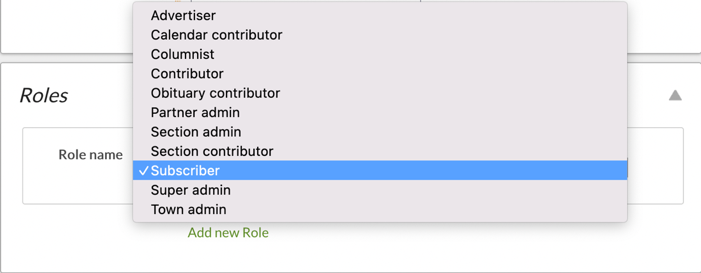 Advertiser
Calendar contributor
Columnist
Contributor
Obituary contributor
Partner admin
Section admin
Section contributor
✓Subscriber
Super admin
Town admin
Roles
Role name
Add new Role